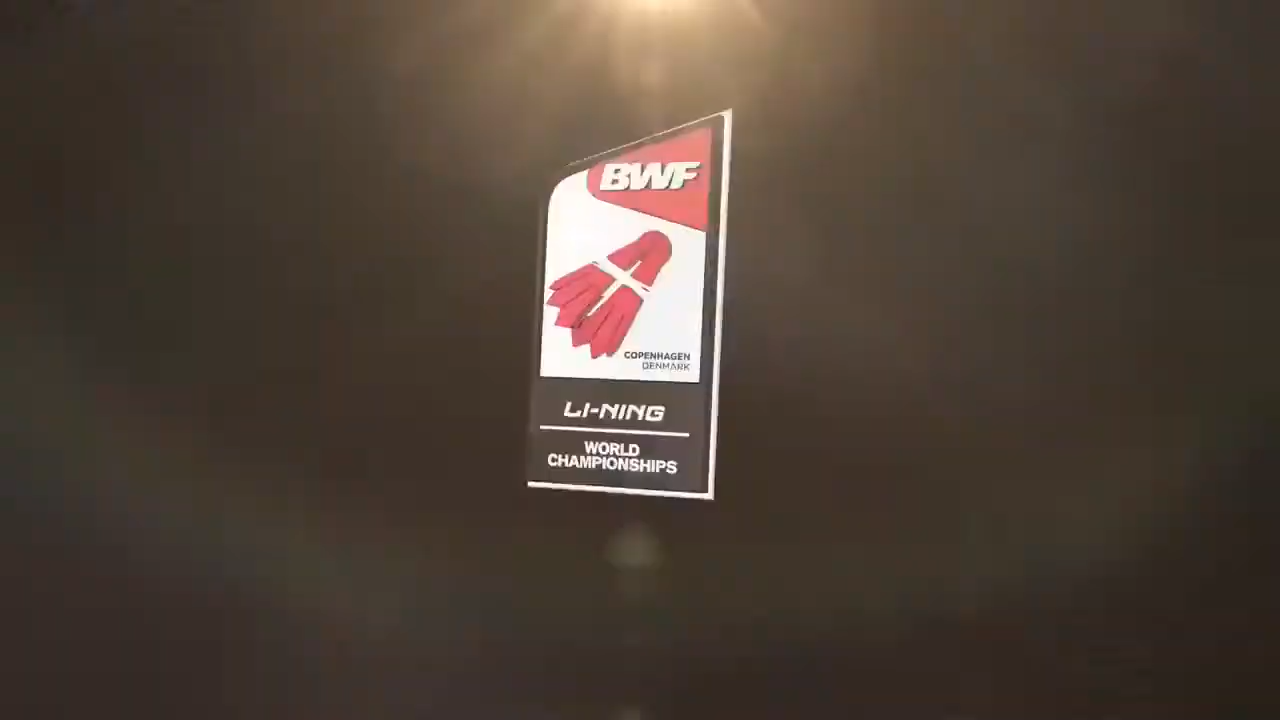 BWF
COPENHAGEN
DENMARK
LI-NING
WORLD
CHAMPIONSHIPS